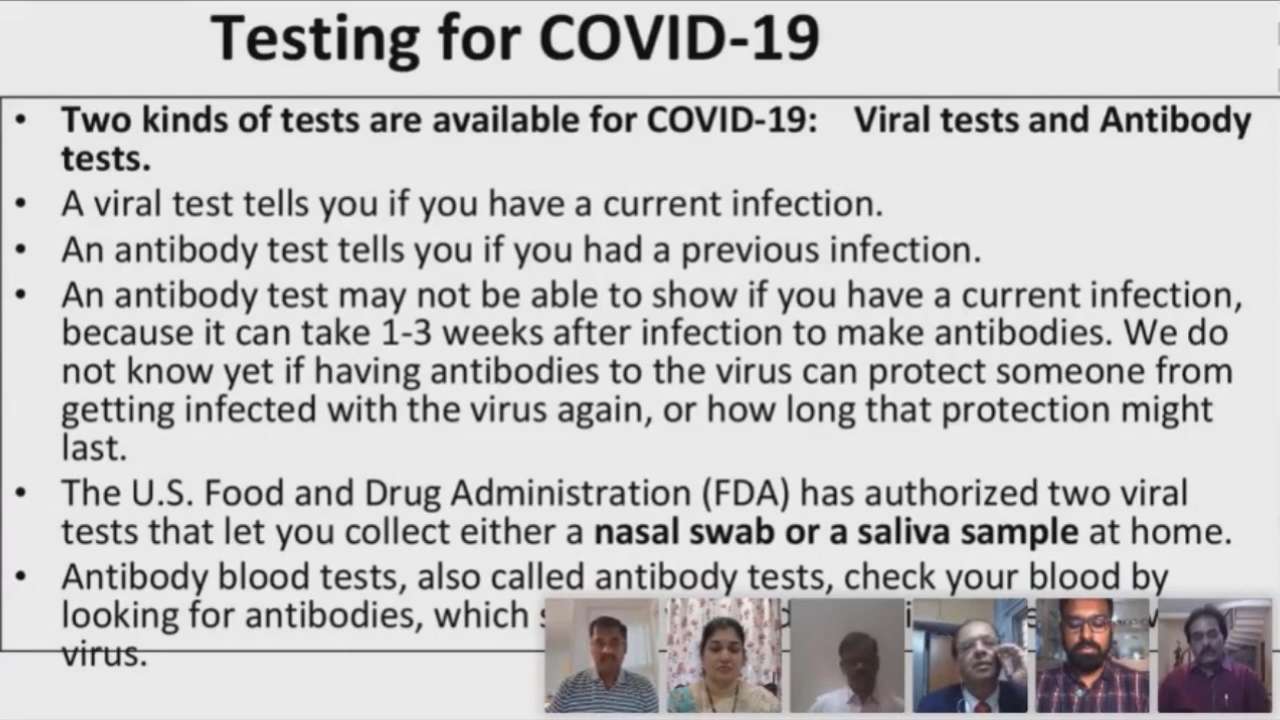 Testing for COVID-19
• Two kinds of tests are available for COVID-19: Viral tests and Antibody
tests.
• A viral test tells you if you have a current infection.
• An antibody test tells you if you had a previous infection.
• An antibody test may not be able to show if you have a current infection,
because it can take 1-3 weeks after infection to make antibodies. We do
not know yet if having antibodies to the virus can protect someone from
getting infected with the virus again, or how long that protection might
last.
• The U.S. Food and Drug Administration (FDA) has authorized two viral
tests that let you collect either a nasal swab or a saliva sample at home.
• Antibody blood tests, also called antibody tests, check your blood by
looking for antibodies, which
virus.